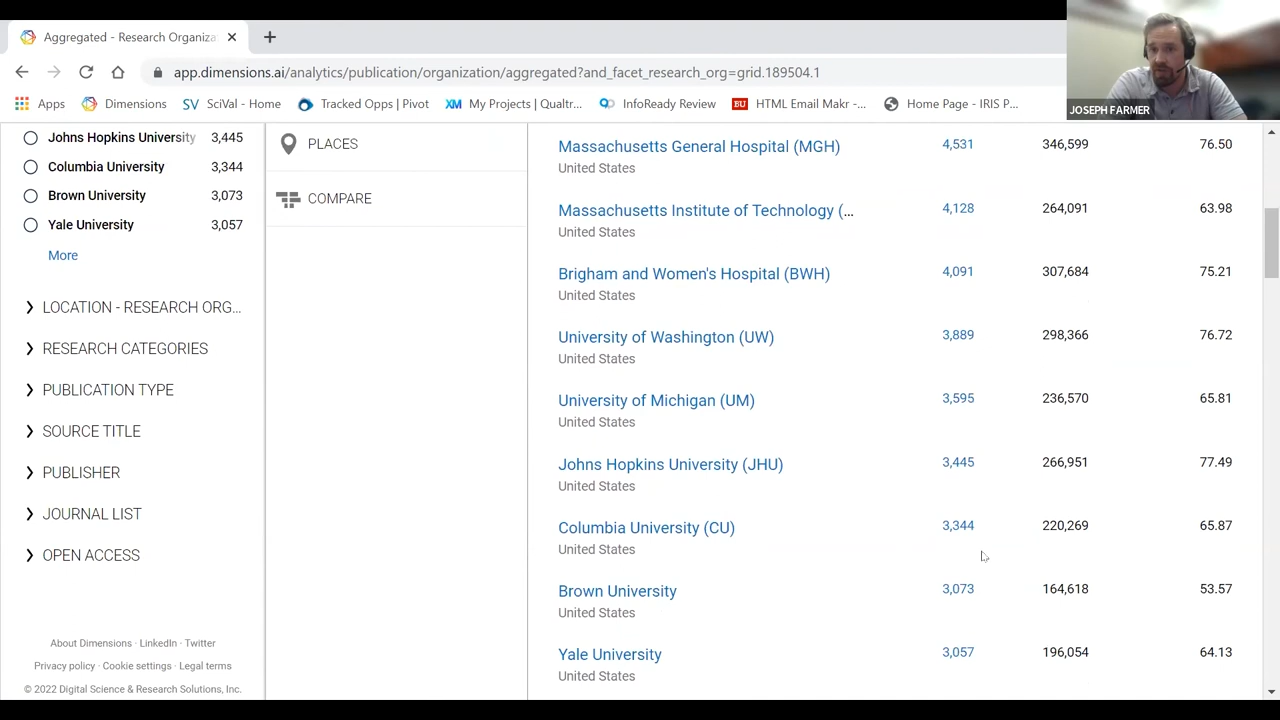 Aggregated - Research Organiza
app.dimensions.ai/analytics/publication/organization/aggregated?and_facet_research_org=grid.189504.1
Apps Dimensions SV SciVal - Home Tracked Opps | Pivot XM My Projects | Qualtr... InfoReady Review BU HTML Email Makr -... Home Page - IRIS P...
JOSEPH FARMER
Johns Hopkins University 3,445
Columbia University 3,344
Brown University 3,073
Yale University 3,057
More
LOCATION - RESEARCH ORG...
RESEARCH CATEGORIES
PUBLICATION TYPE
SOURCE TITLE
PUBLISHER
JOURNAL LIST
OPEN ACCESS
About Dimensions · LinkedIn · Twitter
Privacy policy · Cookie settings · Legal terms
© 2022 Digital Science & Research Solutions, Inc.
PLACES
COMPARE
Massachusetts General Hospital (MGH) 4,531 346,599 76.50
United States
Massachusetts Institute of Technology (... 4,128 264,091 63.98
United States
Brigham and Women's Hospital (BWH) 4,091 307,684 75.21
United States
University of Washington (UW) 3,889 298,366 76.72
United States
University of Michigan (UM) 3,595 236,570 65.81
United States
Johns Hopkins University (JHU) 3,445 266,951 77.49
United States
Columbia University (CU) 3,344 220,269 65.87
United States
Brown University 3,073 164,618 53.57
United States
Yale University 3,057 196,054 64.13
United States